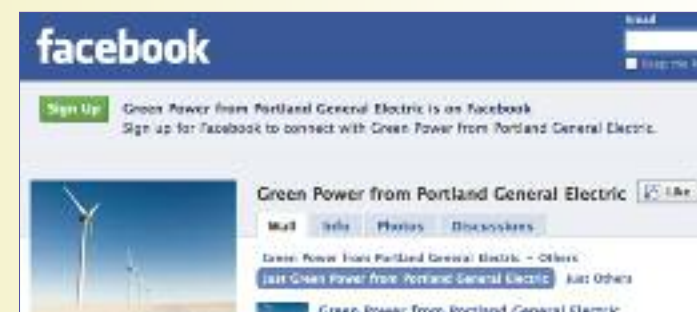 facebook
Email
Keep me
Sign Up
Green Power from Portland General Electric is on Facebook
Sign up for Facebook to connect with Green Power from Portland General Electric.
Green Power from Portland General Electric Like
Wall Info Photos Discussions
Green Power from Portland General Electric + Others
Just Green Power from Portland General Electric Just Others
Green Power from Portland General Electric